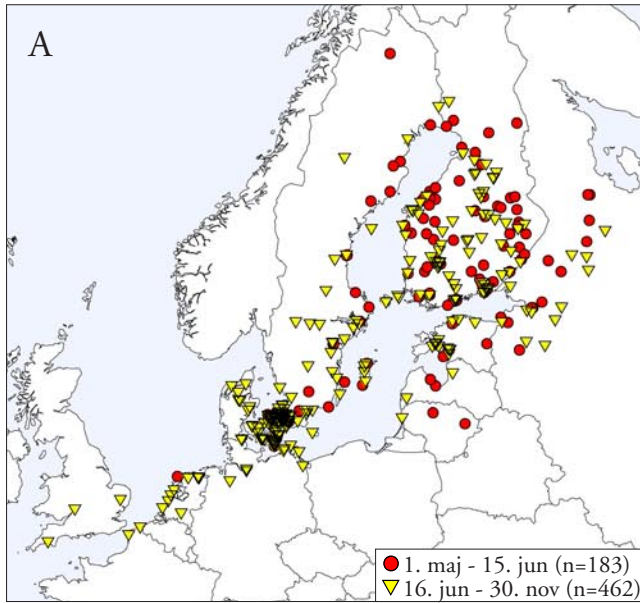 A
1. maj - 15. jun (n=183)
16. jun - 30. nov (n=462)